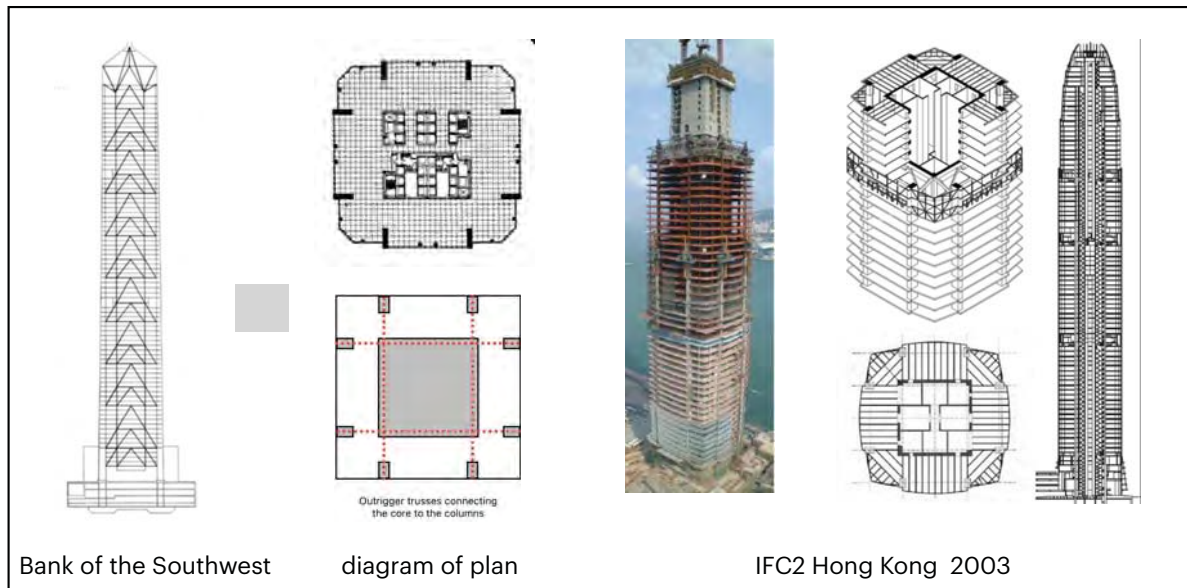 Outrigger trusses connecting
the core to the columns
Bank of the Southwest
diagram of plan
IFC2 Hong Kong 2003